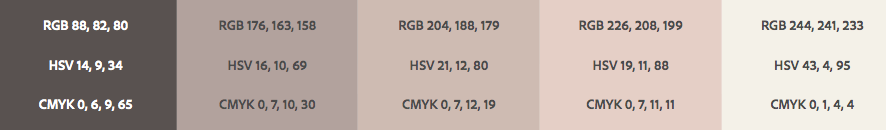 RGB 88, 82, 80
HSV 14, 9, 34
CMYK 0, 6, 9, 65
RGB 176, 163, 158
HSV 16, 10, 69
CMYK 0, 7, 10, 30
RGB 204, 188, 179
HSV 21, 12, 80
CMYK 0, 7, 12, 19
RGB 226, 208, 199
HSV 19, 11, 88
CMYK 0, 7, 11, 11
RGB 244, 241, 233
HSV 43, 4, 95
CMYK 0, 1, 4, 4